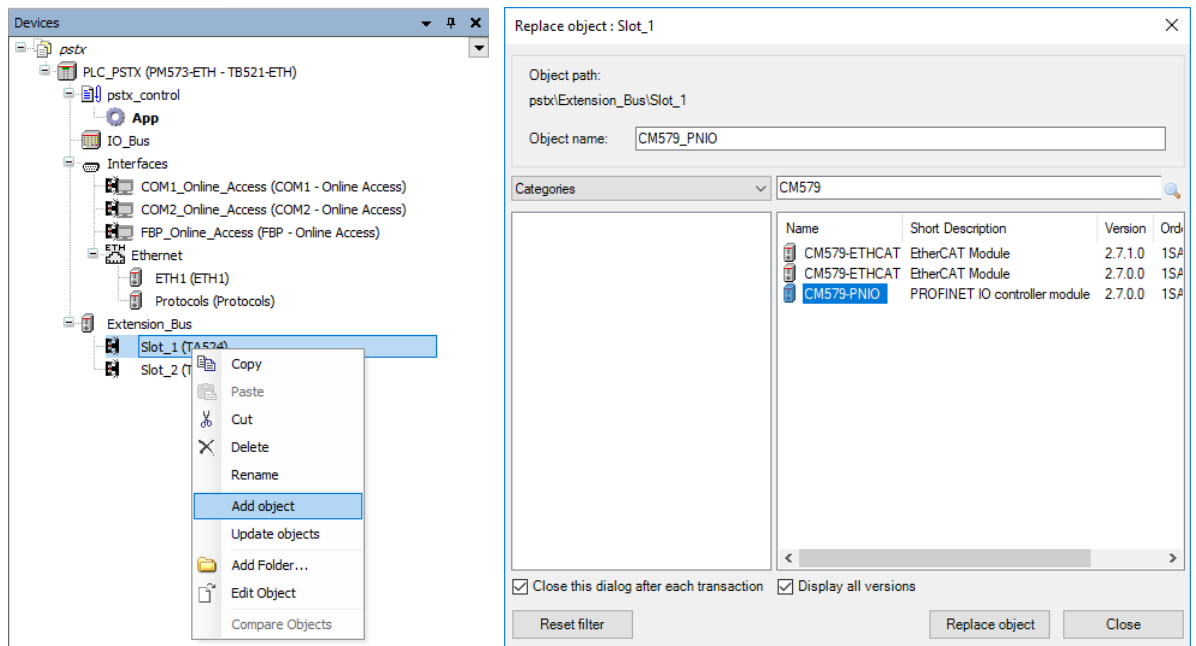 Devices
pstx
PLC_PSTX (PM573-ETH - TB521-ETH)
pstx_control
App
IO_Bus
Interfaces
COM1_Online_Access (COM1 - Online Access)
COM2_Online_Access (COM2 - Online Access)
FBP_Online_Access (FBP - Online Access)
ETH
Ethernet
ETH1 (ETH1)
Protocols (Protocols)
Extension_Bus
Slot_1 (TA524)
Slot_2 (T
Copy
Paste
Cut
Delete
Rename
Add object
Update objects
Add Folder...
Edit Object
Compare Objects
Replace object : Slot_1
Object path:
pstx\Extension_Bus\Slot_1
Object name: CM579_PNIO
Categories CM579
Name Short Description Version Orde
CM579-ETHCAT EtherCAT Module 2.7.1.0 1SA
CM579-ETHCAT EtherCAT Module 2.7.0.0 1SA
CM579-PNIO PROFINET IO controller module 2.7.0.0 1SA
Close this dialog after each transaction Display all versions
Reset filter Replace object Close